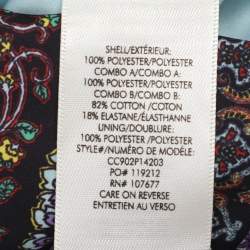 SHELL/EXTÉRIEUR:
100% POLYESTER/POLYESTER
COMBO A/COMBO A:
100% POLYESTER/POLYESTER
COMBO B/COMBO B:
82% COTTON /COTON
18% ELASTANE/ÉLASTHANNE
LINING/DOUBLURE:
100% POLYESTER/POLYESTER
STYLE#/NUMÉRO DE MODÈLE:
CC902P14203
PO# 119212
RN# 107677
CARE ON REVERSE
ENTRETIEN AU VERSO